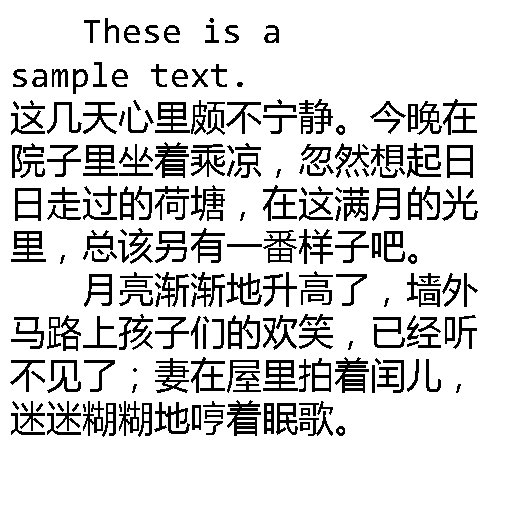 These is a
sample text.
这几天心里颇不宁静。今晚在
院子里坐着乘凉，忽然想起日
日走过的荷塘，在这满月的光
里，总该另有一番样子吧。
月亮渐渐地升高了，墙外
马路上孩子们的欢笑，已经听
不见了；妻在屋里拍着闰儿，
迷迷糊糊地哼着眠歌。